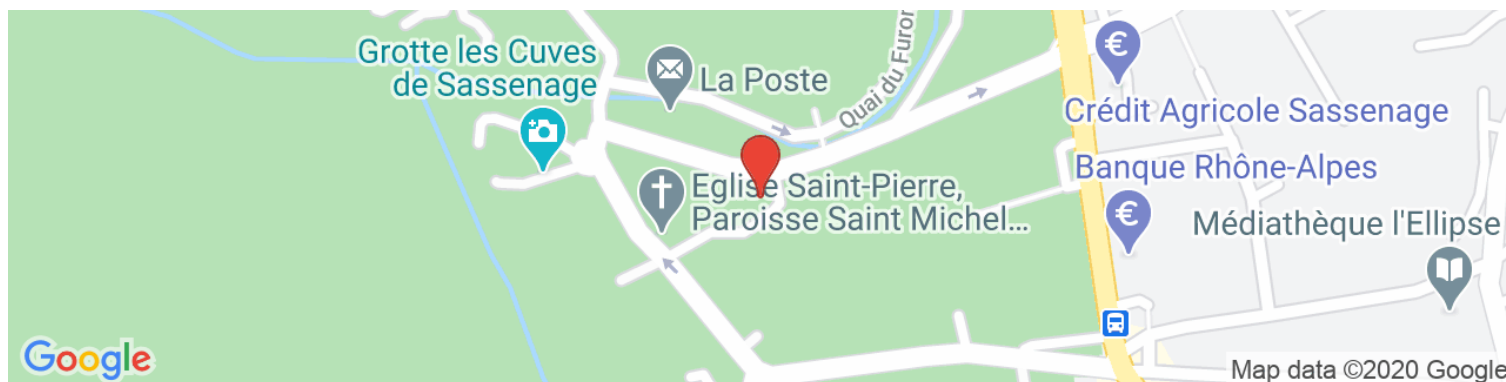 Grotte les Cuves
de Sassenage
La Poste
Quai du Furon
Crédit Agricole Sassenage
Banque Rhône-Alpes
Eglise Saint-Pierre,
Paroisse Saint Michel...
Médiathèque l'Ellipse
Google
Map data ©2020 Google